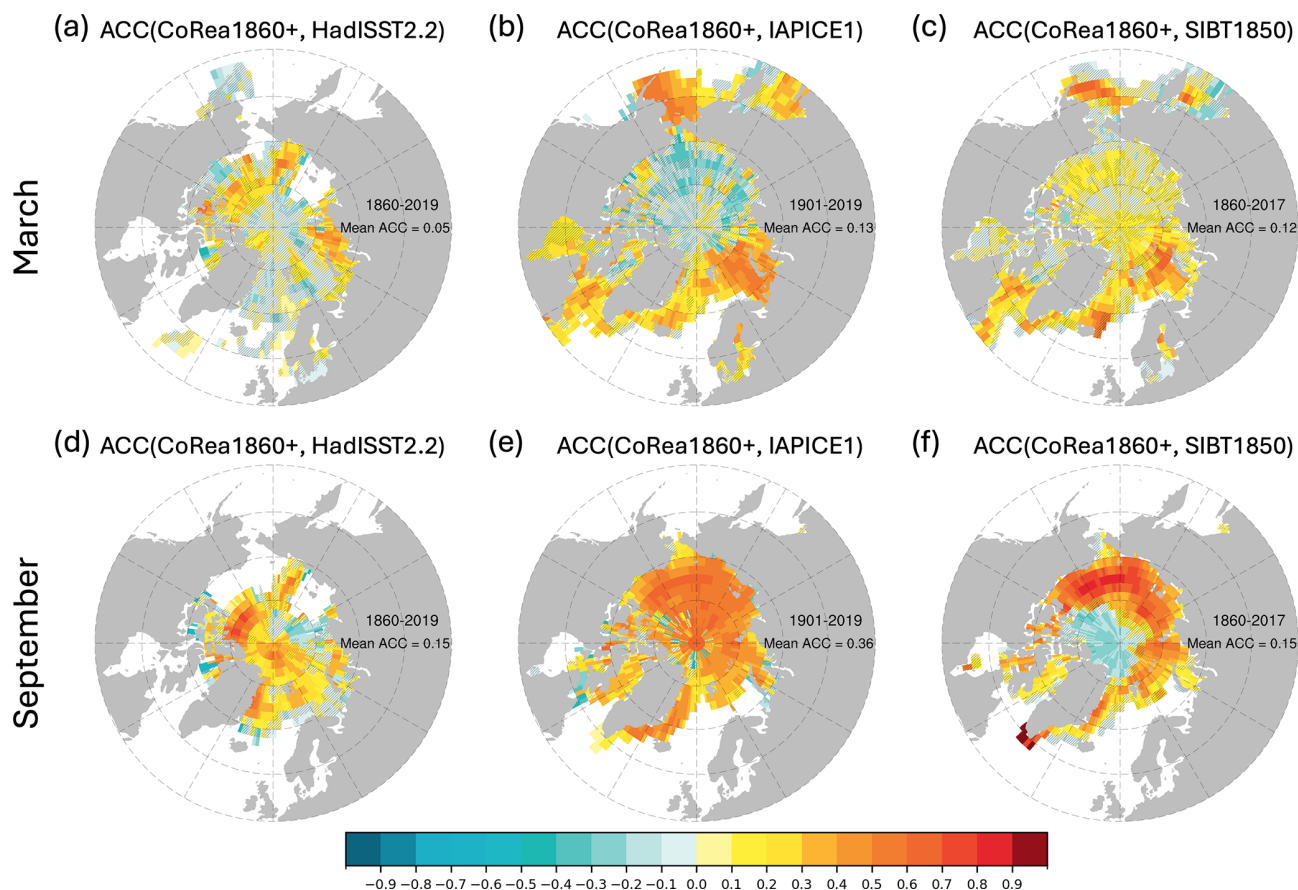 (a) ACC(CoRea1860+, HadISST2.2)
(b) ACC(CoRea1860+, IAPICE1)
(c) ACC(CoRea1860+, SIBT1850)
March
1860-2019
Mean ACC = 0.05
1901-2019
Mean ACC = 0.13
1860-2017
Mean ACC = 0.12
(d) ACC(CoRea1860+, HadISST2.2)
(e) ACC(CoRea1860+, IAPICE1)
(f) ACC(CoRea1860+, SIBT1850)
September
1860-2019
Mean ACC = 0.15
1901-2019
Mean ACC = 0.36
1860-2017
Mean ACC = 0.15
−0.9 −0.8 −0.7 −0.6 −0.5 −0.4 −0.3 −0.2 −0.1 0.0 0.1 0.2 0.3 0.4 0.5 0.6 0.7 0.8 0.9